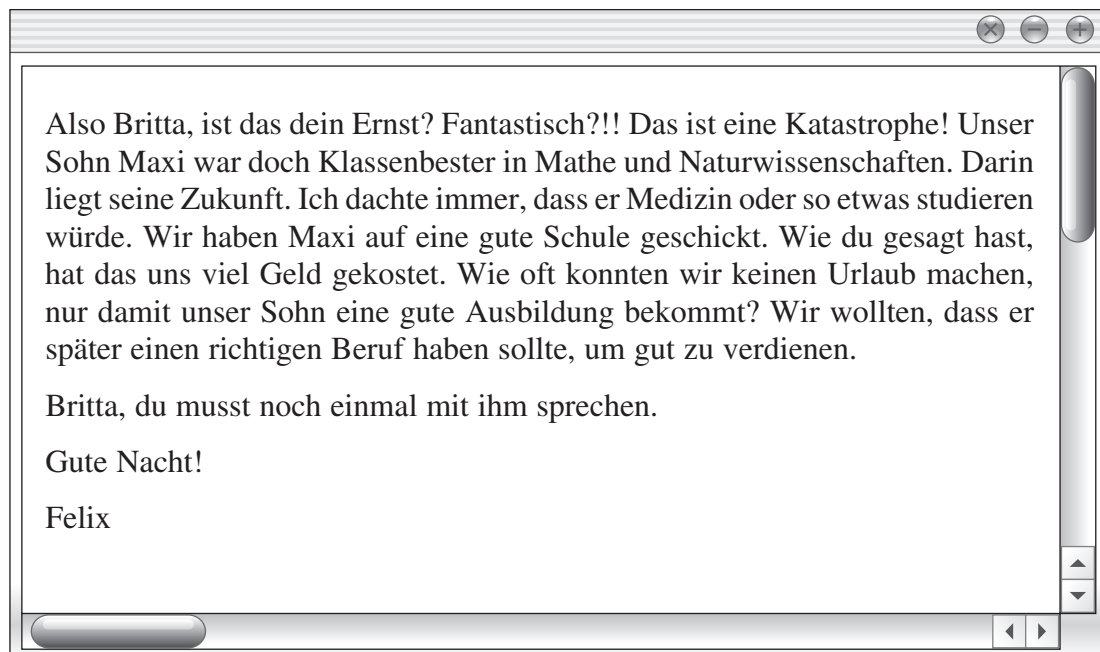 Also Britta, ist das dein Ernst? Fantastisch?!! Das ist eine Katastrophe! Unser
Sohn Maxi war doch Klassenbester in Mathe und Naturwissenschaften. Darin
liegt seine Zukunft. Ich dachte immer, dass er Medizin oder so etwas studieren
würde. Wir haben Maxi auf eine gute Schule geschickt. Wie du gesagt hast,
hat das uns viel Geld gekostet. Wie oft konnten wir keinen Urlaub machen,
nur damit unser Sohn eine gute Ausbildung bekommt? Wir wollten, dass er
später einen richtigen Beruf haben sollte, um gut zu verdienen.
Britta, du musst noch einmal mit ihm sprechen.
Gute Nacht!
Felix